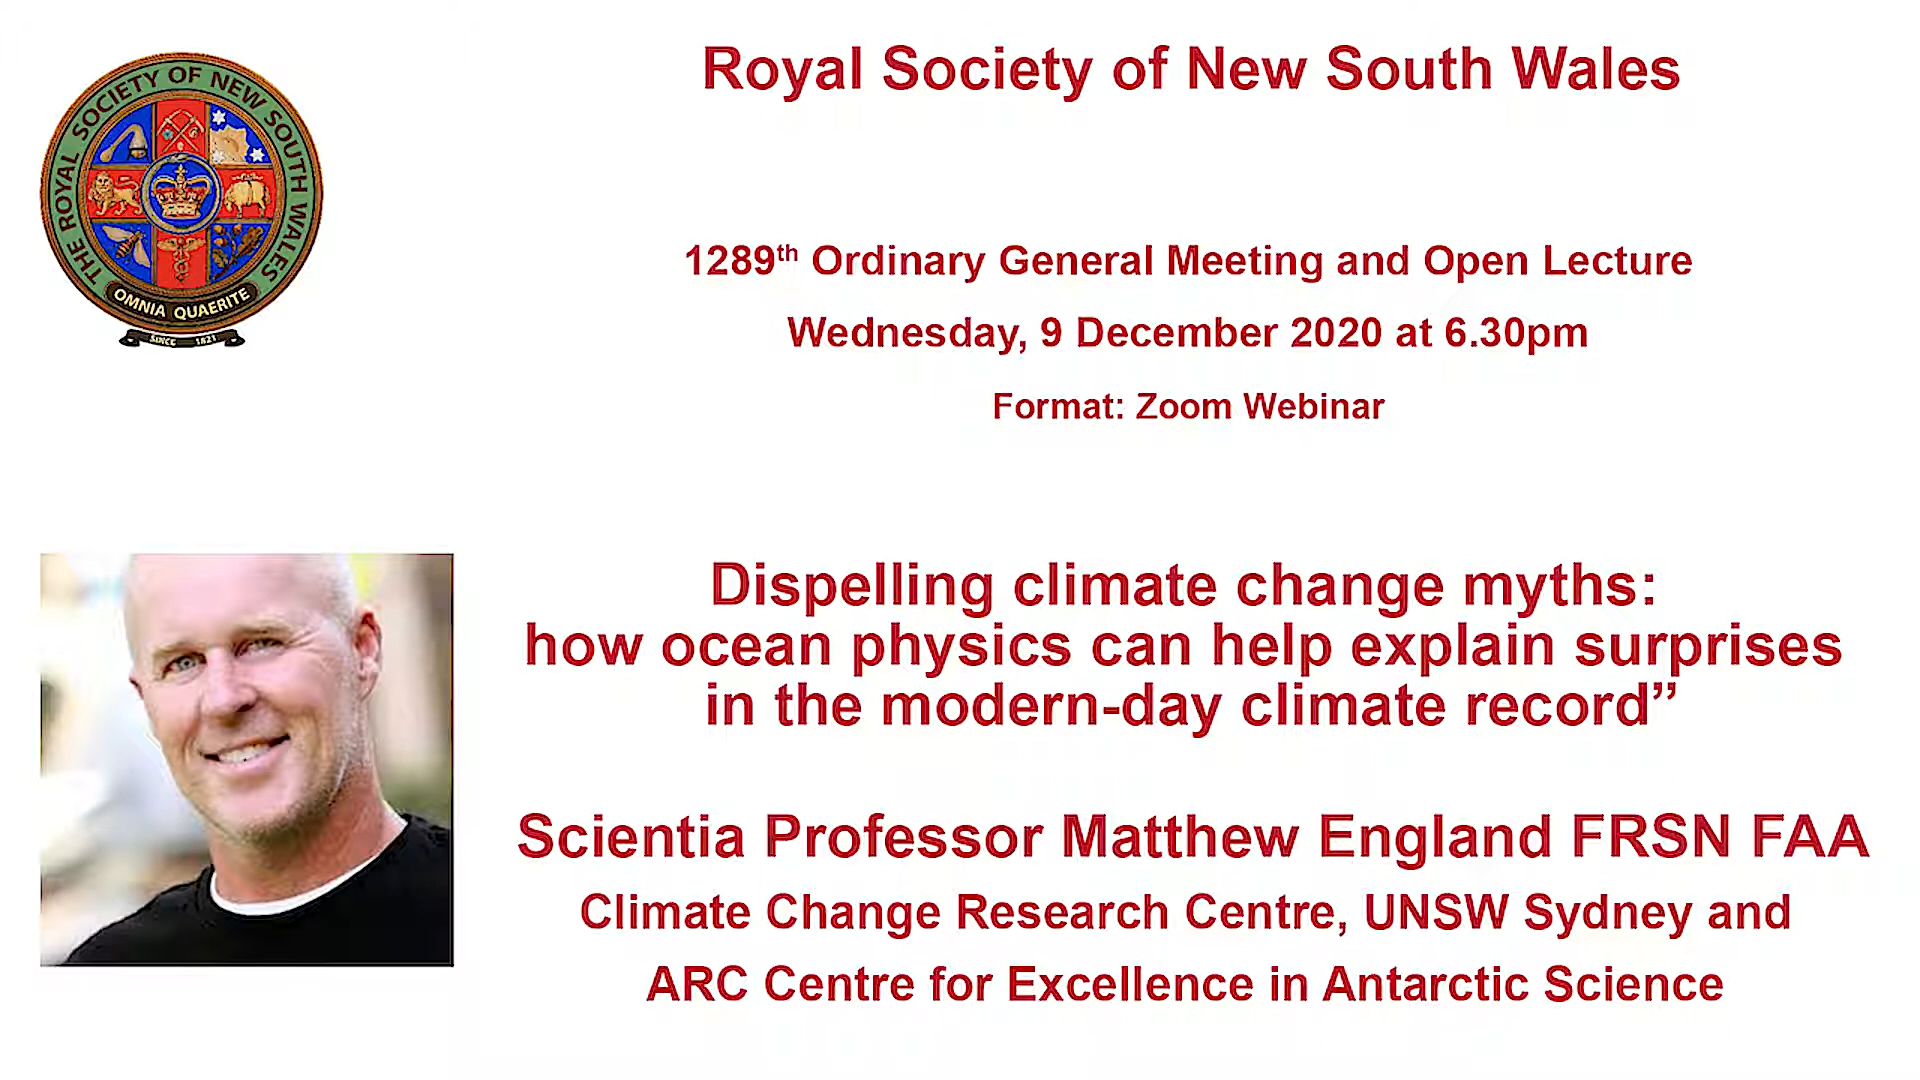 THE ROYAL SOCIETY OF NEW SOUTH WALES
OMNIA QUAERITE
SINCE 1821
Royal Society of New South Wales
1289th Ordinary General Meeting and Open Lecture
Wednesday, 9 December 2020 at 6.30pm
Format: Zoom Webinar
Dispelling climate change myths:
how ocean physics can help explain surprises
in the modern-day climate record”
Scientia Professor Matthew England FRSN FAA
Climate Change Research Centre, UNSW Sydney and
ARC Centre for Excellence in Antarctic Science